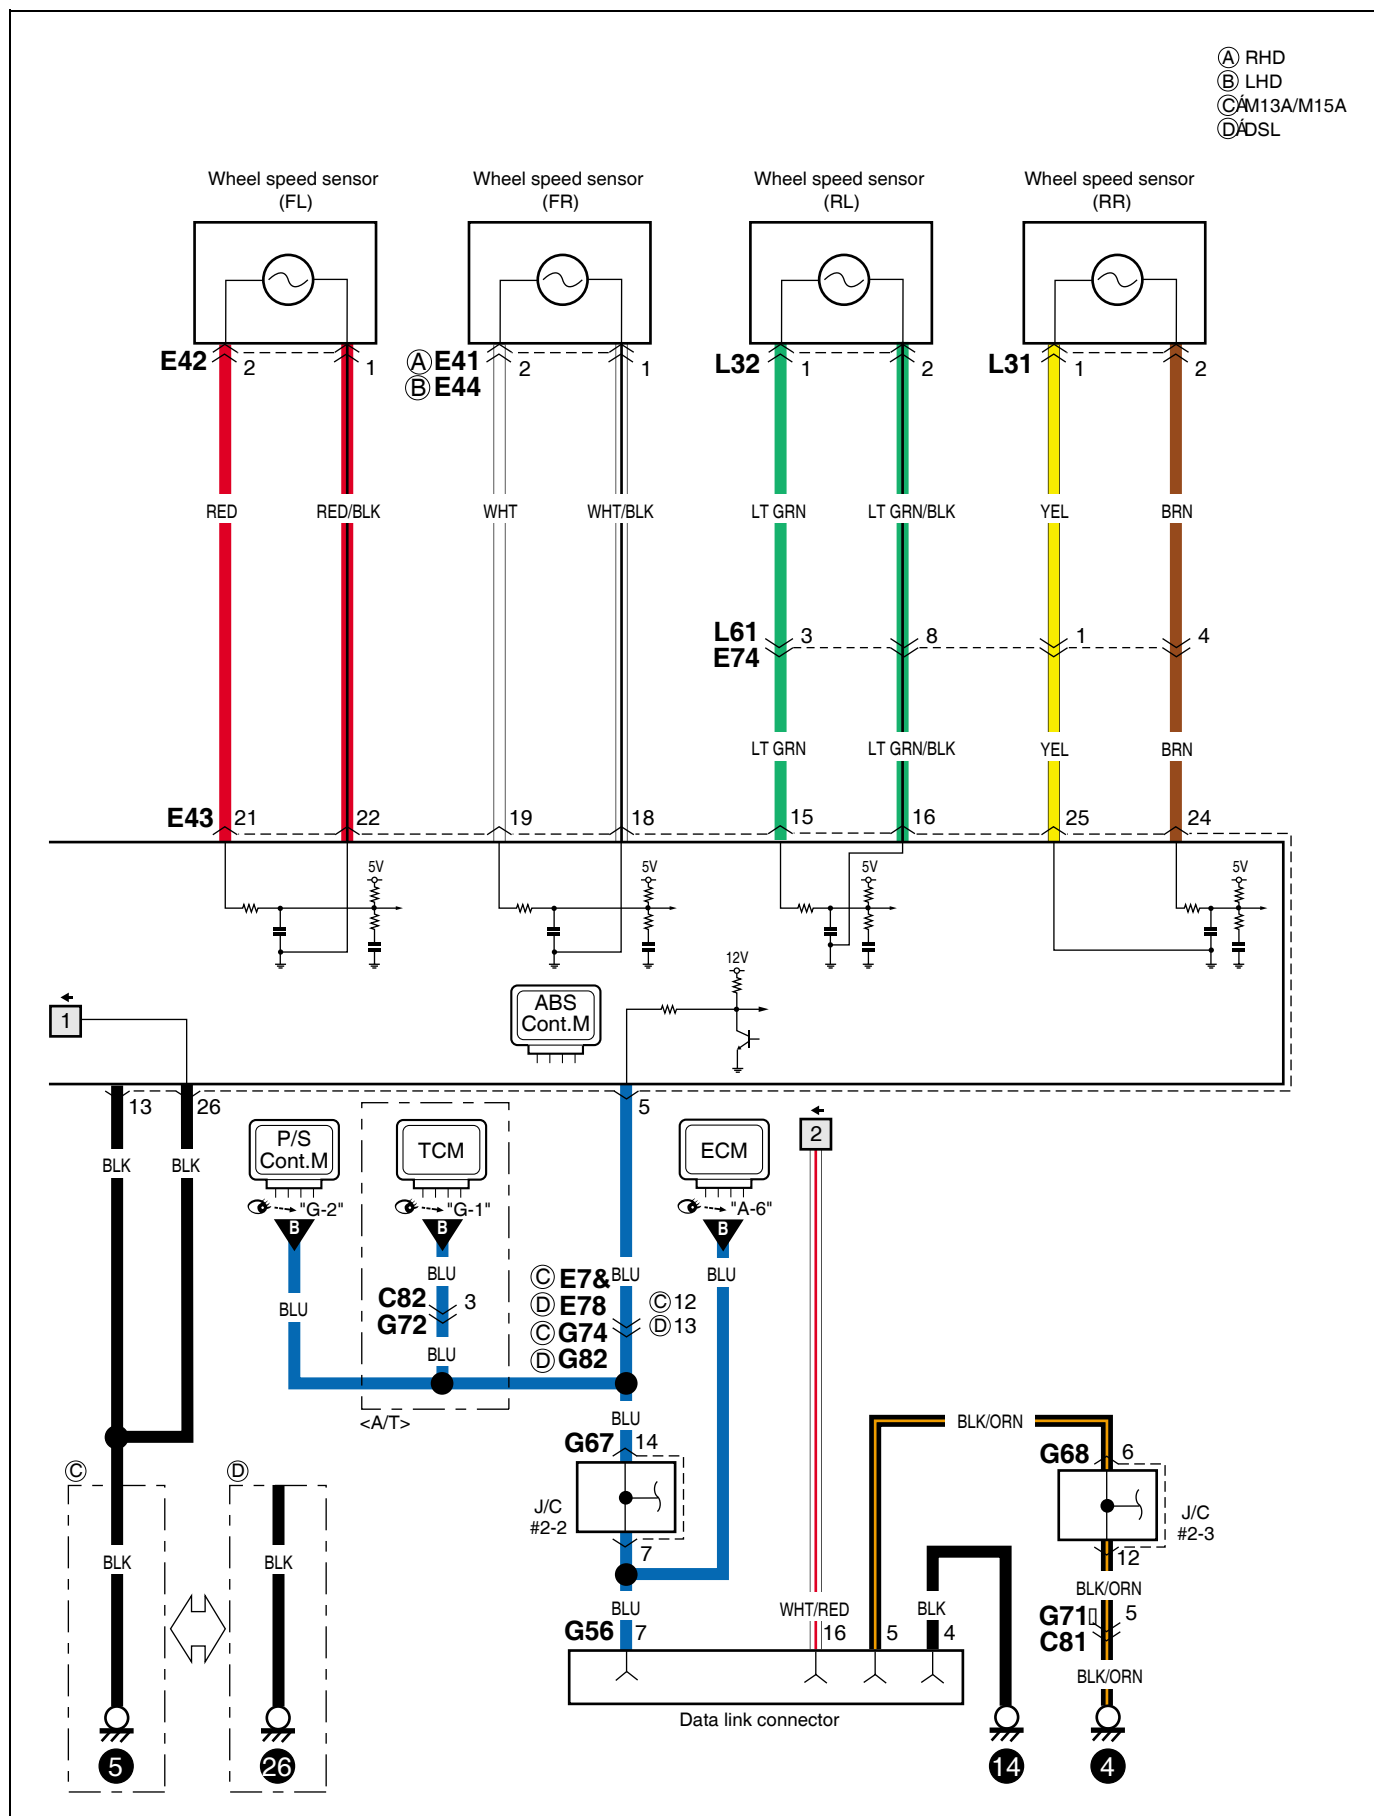 Ⓐ RHD
Ⓑ LHD
ⒸÁM13A/M15A
ⒹÁDSL
Wheel speed sensor
(FL)
Wheel speed sensor
(FR)
Wheel speed sensor
(RL)
Wheel speed sensor
(RR)
E42 2 1
Ⓐ E41 2 1
Ⓑ E44
L32 1 2
L31 1 2
RED RED/BLK WHT WHT/BLK LT GRN LT GRN/BLK YEL BRN
L61 3 8 1 4
E74
LT GRN LT GRN/BLK YEL BRN
E43 21 22 19 18 15 16 25 24
5V 5V 5V 5V
12V
ABS
Cont.M
1
13 26 5
2
P/S
Cont.M
TCM
ECM
BLK BLK
"G-2" "G-1" "A-6"
B B B
BLU BLU BLU
Ⓒ E7&
Ⓓ E78
Ⓒ G74
Ⓓ G82
Ⓒ 12
Ⓓ 13
C82 3
G72
BLU
BLU
<A/T>
BLU
BLK/ORN
G67 14
G68 6
J/C
#2-2
J/C
#2-3
7
12
Ⓒ Ⓓ
BLK BLK
BLK/ORN
G71 5
C81
BLU WHT/RED BLK
G56 7 16 5 4
BLK/ORN
Data link connector
5 26 14 4